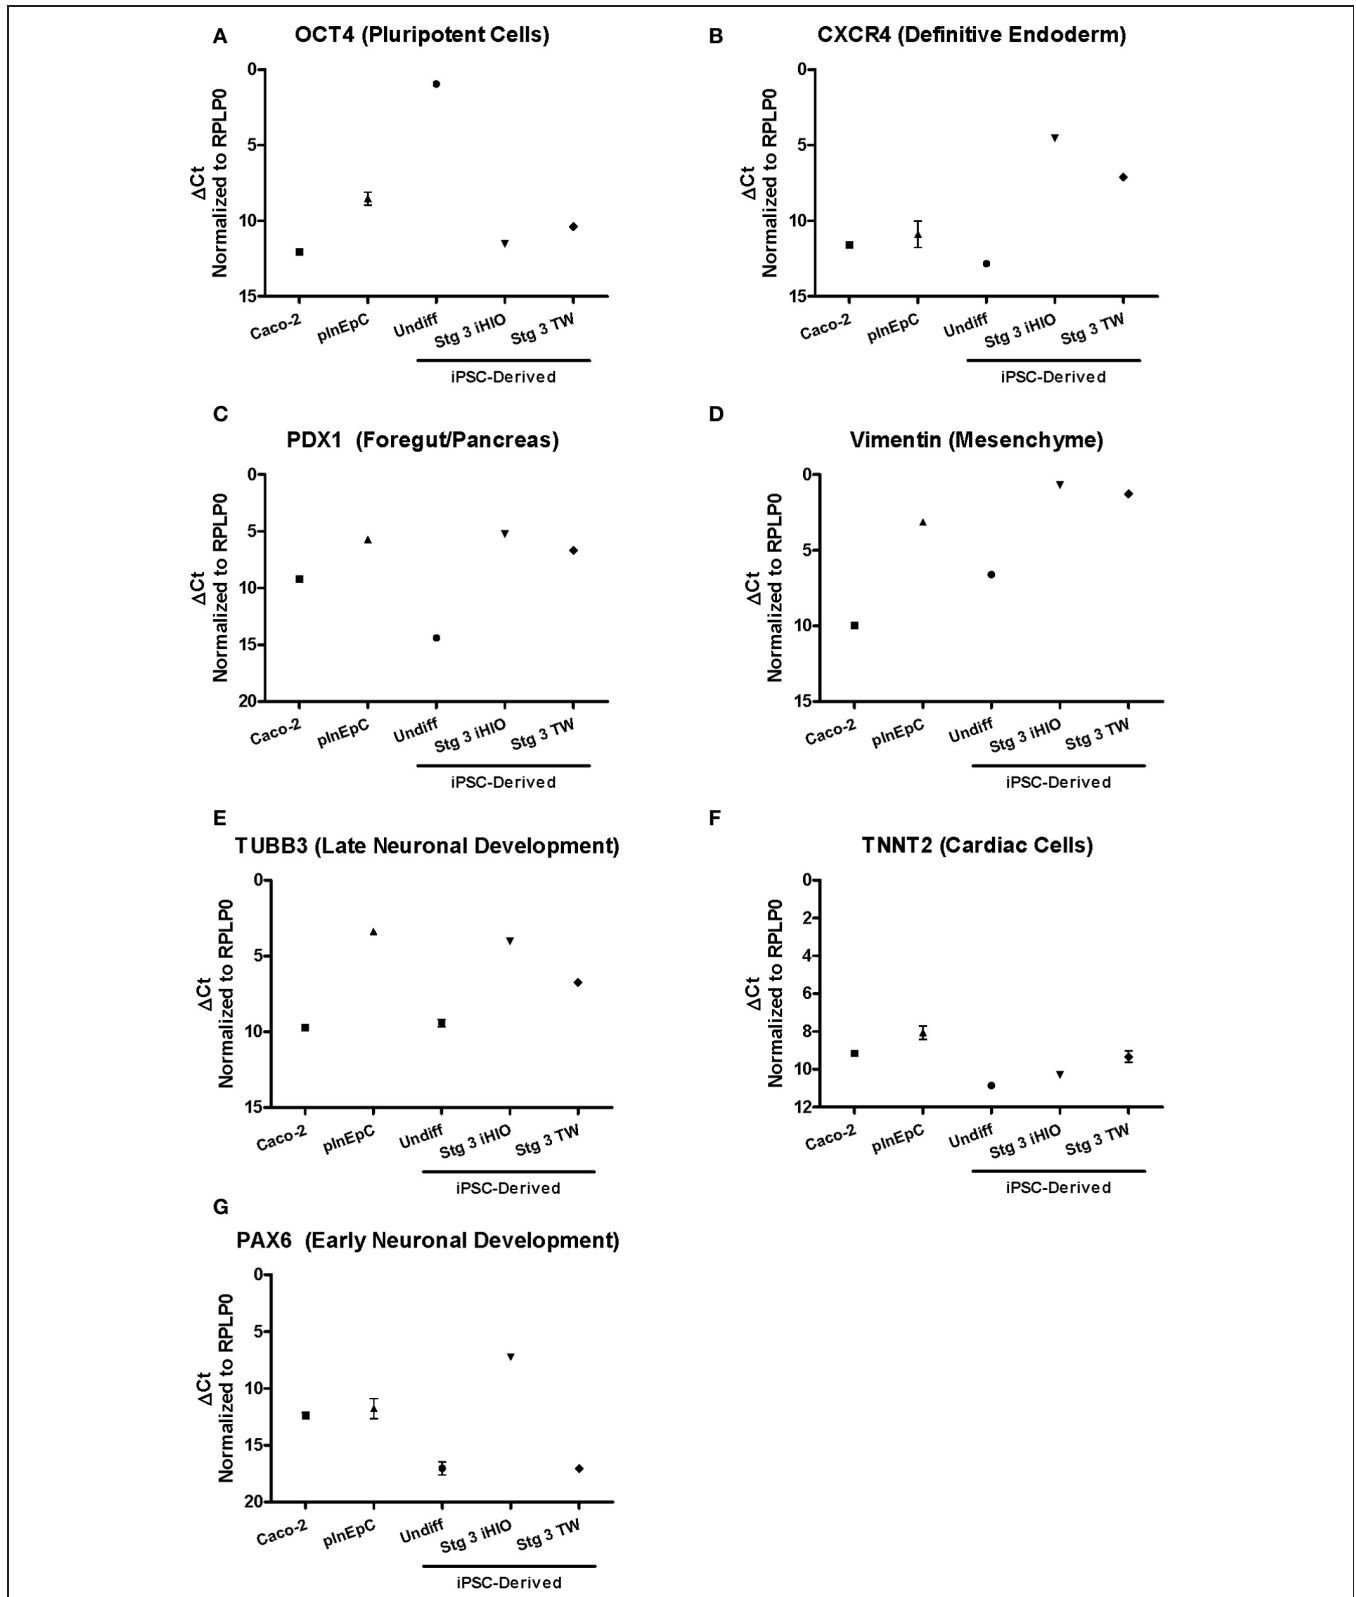 A
OCT4 (Pluripotent Cells)
ΔCt
Normalized to RPLP0
0
5
10
15
Caco-2
pInEpC
Undiff
Stg 3 iHIO
Stg 3 TW
iPSC-Derived
B
CXCR4 (Definitive Endoderm)
ΔCt
Normalized to RPLP0
0
5
10
15
Caco-2
pInEpC
Undiff
Stg 3 iHIO
Stg 3 TW
iPSC-Derived
C
PDX1 (Foregut/Pancreas)
ΔCt
Normalized to RPLP0
0
5
10
15
20
Caco-2
pInEpC
Undiff
Stg 3 iHIO
Stg 3 TW
iPSC-Derived
D
Vimentin (Mesenchyme)
ΔCt
Normalized to RPLP0
0
5
10
15
Caco-2
pInEpC
Undiff
Stg 3 iHIO
Stg 3 TW
iPSC-Derived
E
TUBB3 (Late Neuronal Development)
ΔCt
Normalized to RPLP0
0
5
10
15
Caco-2
pInEpC
Undiff
Stg 3 iHIO
Stg 3 TW
iPSC-Derived
F
TNNT2 (Cardiac Cells)
ΔCt
Normalized to RPLP0
0
2
4
6
8
10
12
Caco-2
pInEpC
Undiff
Stg 3 iHIO
Stg 3 TW
iPSC-Derived
G
PAX6 (Early Neuronal Development)
ΔCt
Normalized to RPLP0
0
5
10
15
20
Caco-2
pInEpC
Undiff
Stg 3 iHIO
Stg 3 TW
iPSC-Derived